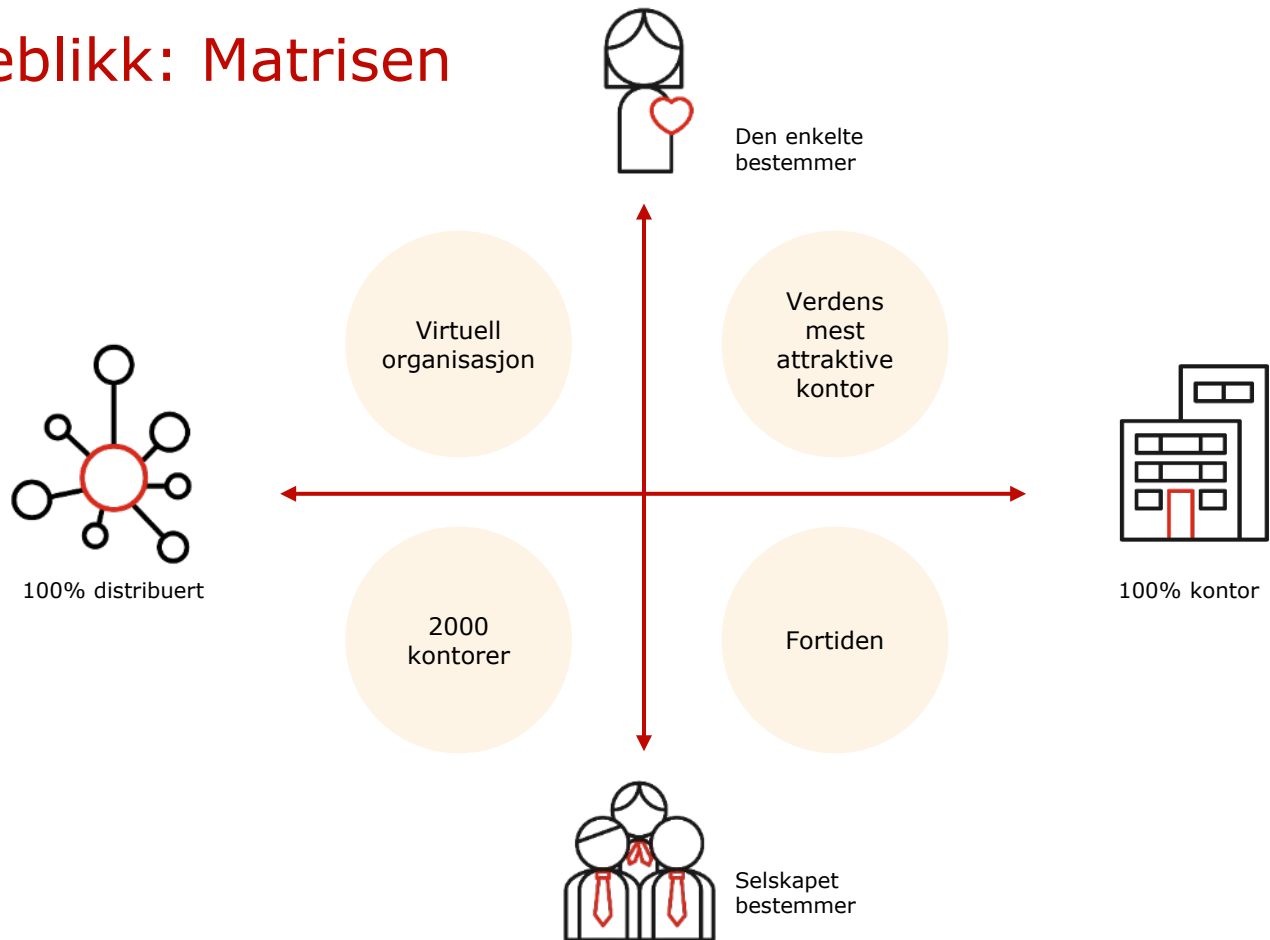 eblikk: Matrisen
Den enkelte
bestemmer
Virtuell
organisasjon
Verdens
mest
attraktive
kontor
100% distribuert
100% kontor
2000
kontorer
Fortiden
Selskapet
bestemmer